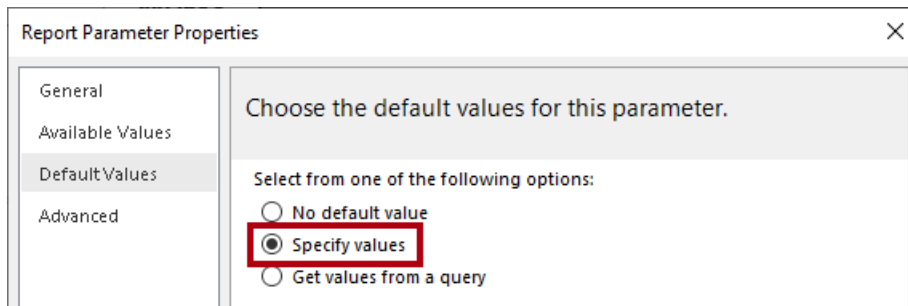 Report Parameter Properties
General
Available Values
Default Values
Advanced
Choose the default values for this parameter.
Select from one of the following options:
No default value
Specify values
Get values from a query